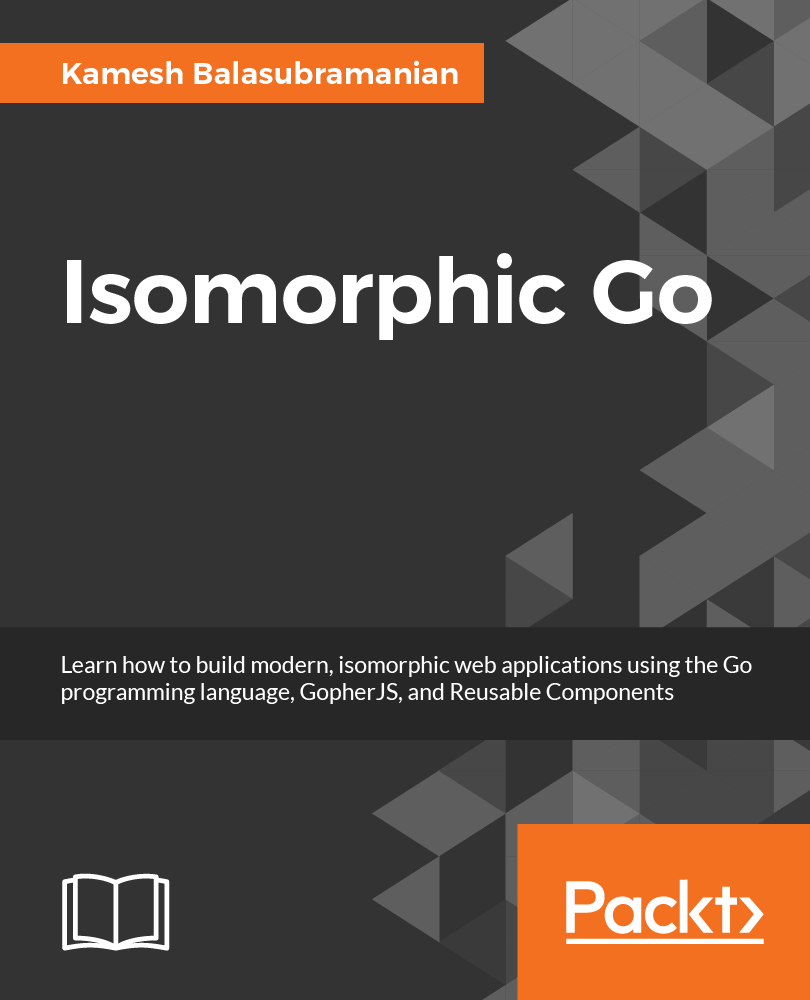 Kamesh Balasubramanian
Isomorphic Go
Learn how to build modern, isomorphic web applications using the Go
programming language, GopherJS, and Reusable Components
Packt>